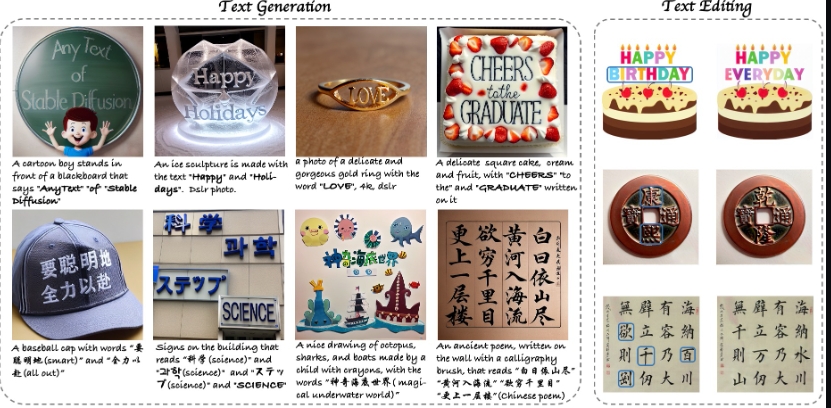 Text Generation
Any Text
of
Stable Diffusion
A cartoon boy stands in
front of a blackboard that
says "AnyText" "of "Stable
Diffusion"
Happy
Holidays
An ice sculpture is made with
the text "Happy" and "Holi-
days". Dslr photo.
LOVE
a photo of a delicate and
gorgeous gold ring with the
word "LOVE", 4k, dslr
CHEERS
to the
GRADUATE
A delicate square cake, cream
and fruit, with "CHEERS" "to
the" and "GRADUATE" written
on it
要聪明地
全力以赴
A baseball cap with words "要
聪明地(smart)" and "全力以
赴(all out)"
科学
과학
ステップ
SCIENCE
Signs on the building that
reads "科学(science)" and
"과학(science)" and "ステッ
プ(science)" and "SCIENCE"
神奇海底世界
A nice drawing of octopus,
sharks, and boats made by a
child with crayons, with the
words "神奇海底世界(magi-
cal underwater world)"
白日依山尽
黄河入海流
欲穷千里目
更上一层楼
An ancient poem, written on
the wall with a calligraphy
brush, that reads "白日依山尽"
"黄河入海流" "欲穷千里目"
"更上一层楼"(Chinese poem)
Text Editing
HAPPY
BIRTHDAY
HAPPY
EVERYDAY
康熙通寶
乾隆通寶
海納百川
有容乃大
壁立千仞
無欲則剛
海納水川
有容乃大
壁立万仞
無千則山